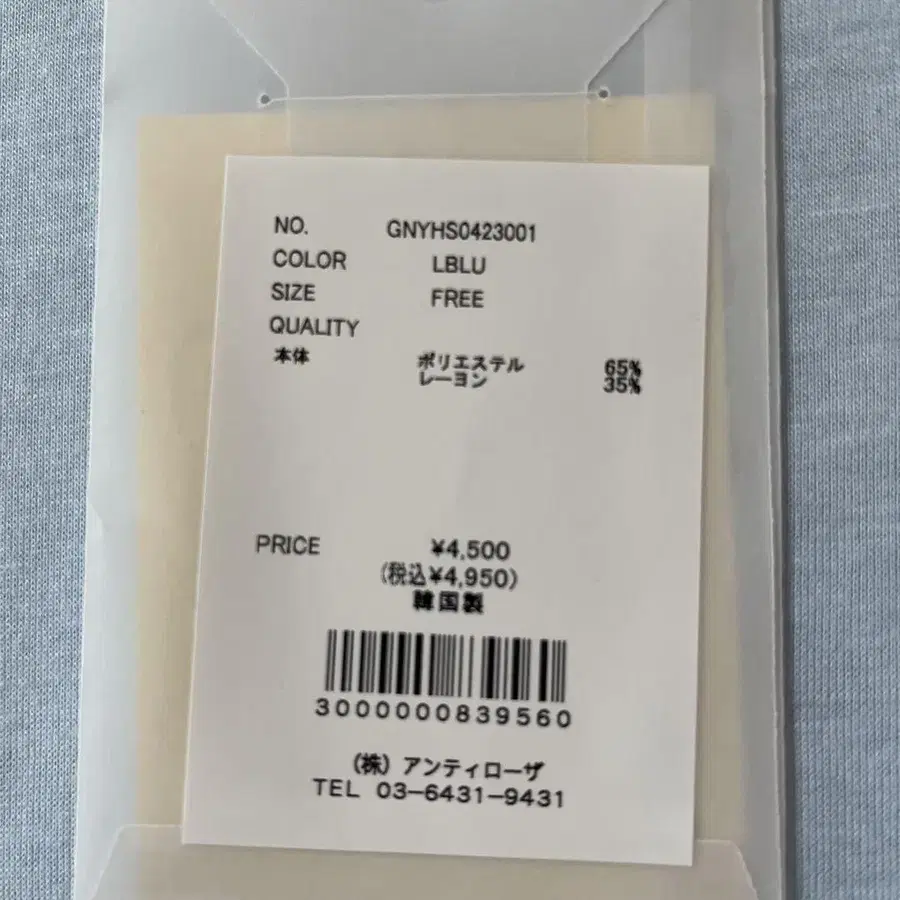 NO. GNYHS0423001
COLOR LBLU
SIZE FREE
QUALITY
本体 ポリエステル 65%
レーヨン 35%
PRICE ¥4,500
(税込¥4,950)
韓国製
3000000839560
(株) アンティローザ
TEL 03-6431-9431